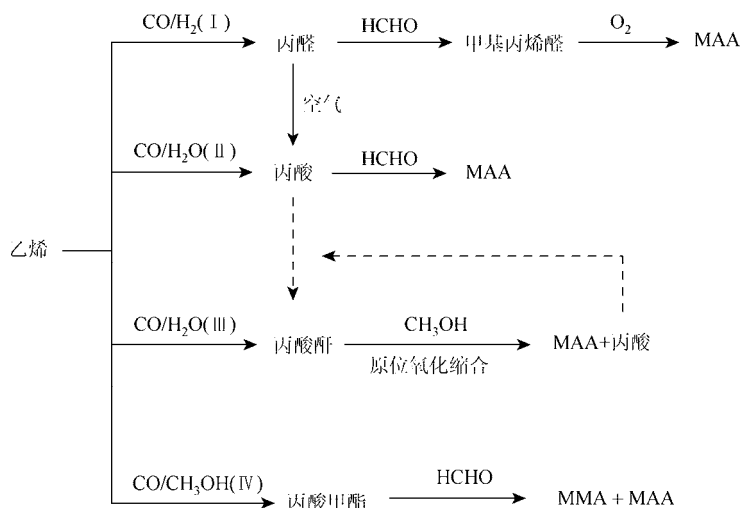 CO/H₂(Ⅰ) 丙醛 HCHO 甲基丙烯醛 O₂ MAA
空气
CO/H₂O(Ⅱ) 丙酸 HCHO MAA
乙烯
CO/H₂O(Ⅲ) 丙酸酐 CH₃OH MAA+丙酸
原位氧化缩合
CO/CH₃OH(Ⅳ) 丙酸甲酯 HCHO MMA + MAA